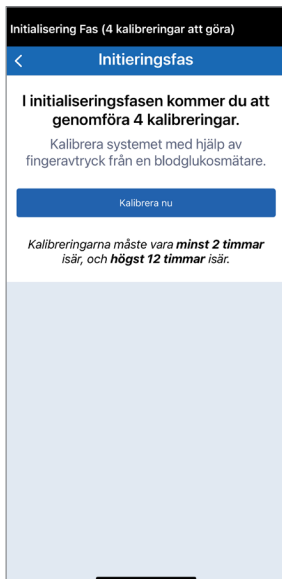 Initialisering Fas (4 kalibreringar att göra)
Initieringsfas
I initialiseringsfasen kommer du att
genomföra 4 kalibreringar.
Kalibrera systemet med hjälp av
fingeravtryck från en blodglukosmätare.
Kalibrera nu
Kalibreringarna måste vara minst 2 timmar
isär, och högst 12 timmar isär.